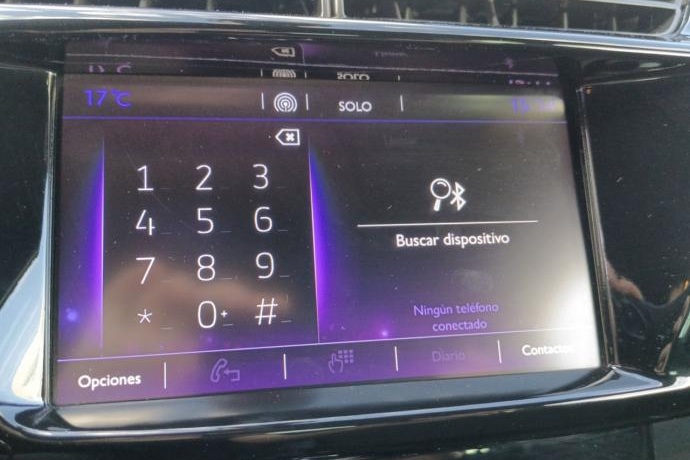 17°C
SOLO
1 2 3
4 5 6
7 8 9
* 0+ #
Buscar dispositivo
Ningún teléfono
conectado
Opciones
Diario